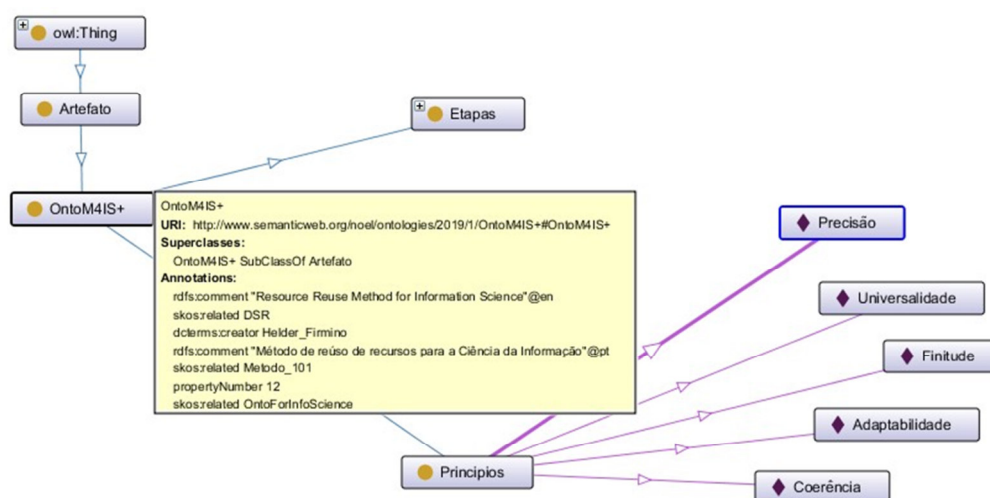 owl:Thing
Artefato
Etapas
OntoM4IS+
OntoM4IS+
URI: http://www.semanticweb.org/noel/ontologies/2019/1/OntoM4IS+#OntoM4IS+
Superclasses:
OntoM4IS+ SubClassOf Artefato
Annotations:
rdfs:comment "Resource Reuse Method for Information Science"@en
skos:related DSR
dcterms:creator Helder_Firmino
rdfs:comment "Método de reúso de recursos para a Ciência da Informação"@pt
skos:related Metodo_101
propertyNumber 12
skos:related OntoForInfoScience
Precisão
Universalidade
Finitude
Adaptabilidade
Principios
Coerência